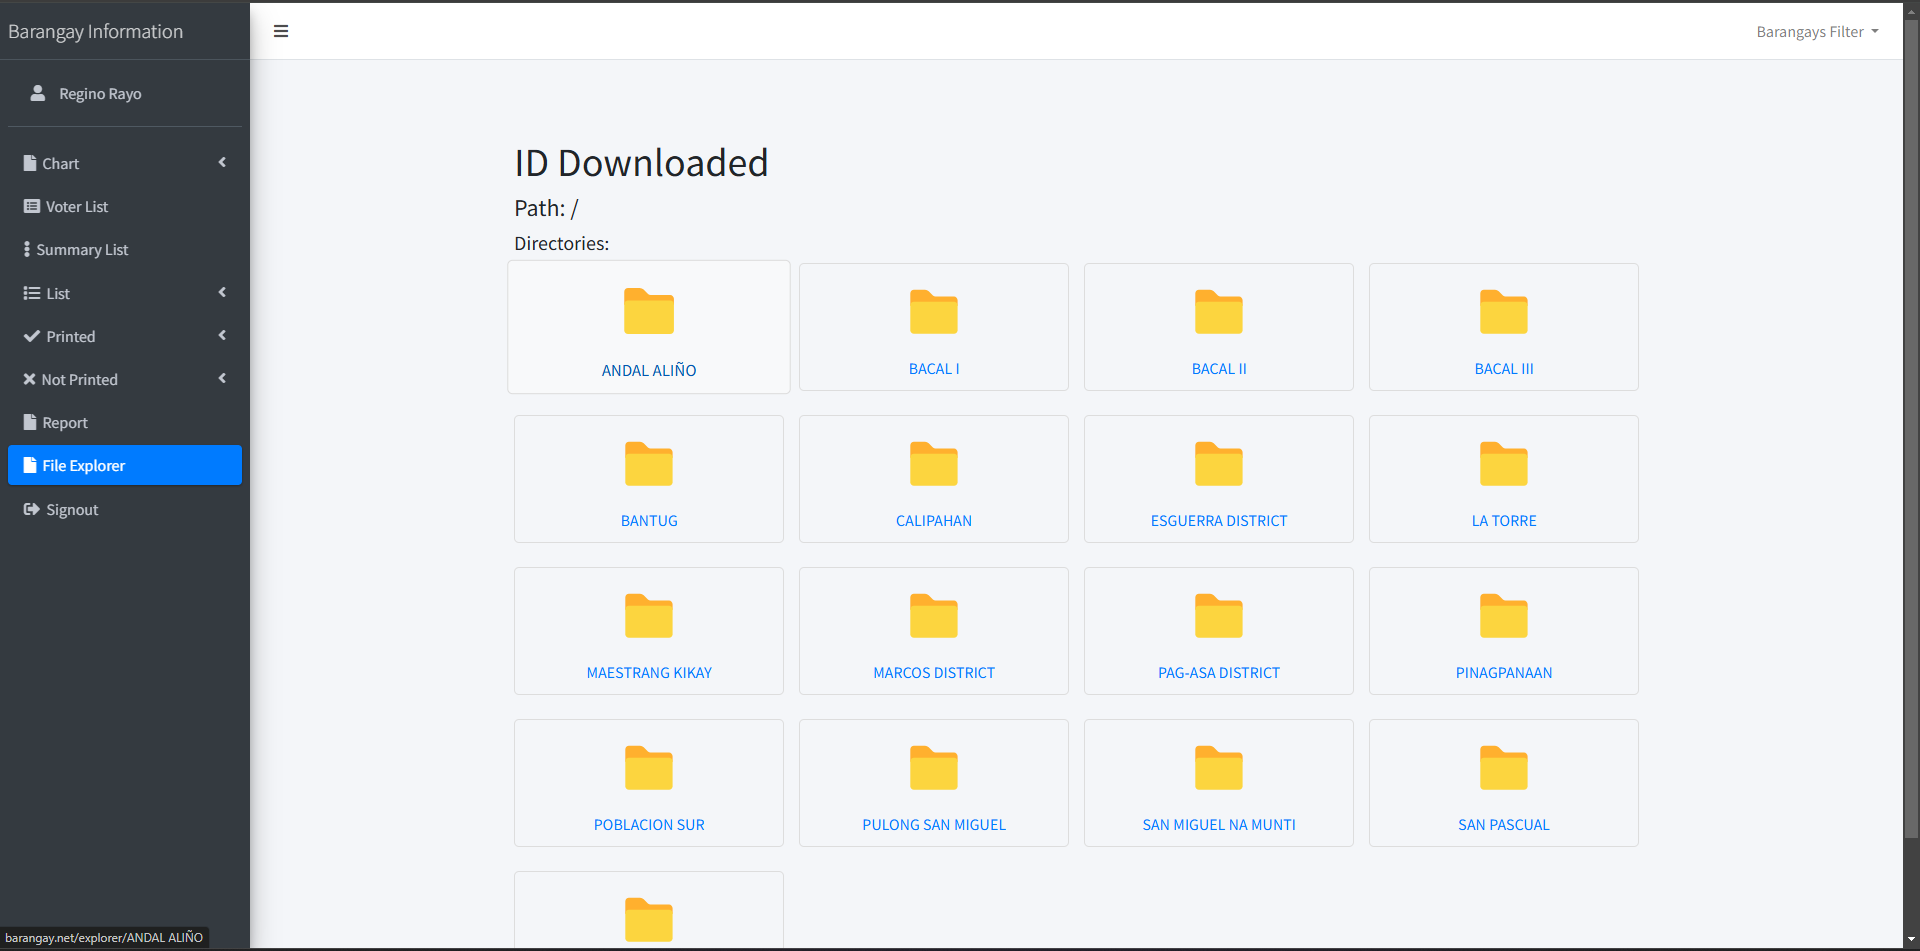 Barangay Information
Barangays Filter
Regino Rayo
Chart
Voter List
Summary List
List
Printed
Not Printed
Report
File Explorer
Signout
ID Downloaded
Path: /
Directories:
ANDAL ALIÑO
BACAL I
BACAL II
BACAL III
BANTUG
CALIPAHAN
ESGUERRA DISTRICT
LA TORRE
MAESTRANG KIKAY
MARCOS DISTRICT
PAG-ASA DISTRICT
PINAGPANAAN
POBLACION SUR
PULONG SAN MIGUEL
SAN MIGUEL NA MUNTI
SAN PASCUAL
barangay.net/explorer/ANDAL ALIÑO